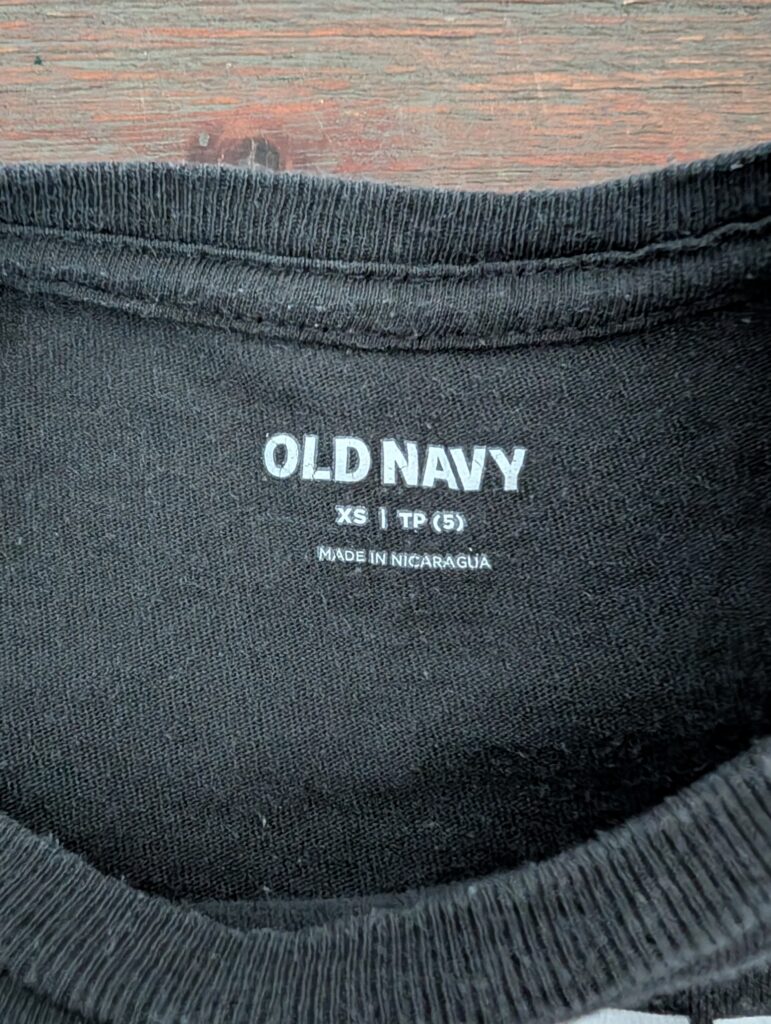 OLD NAVY
XS | TP (5)
MADE IN NICARAGUA